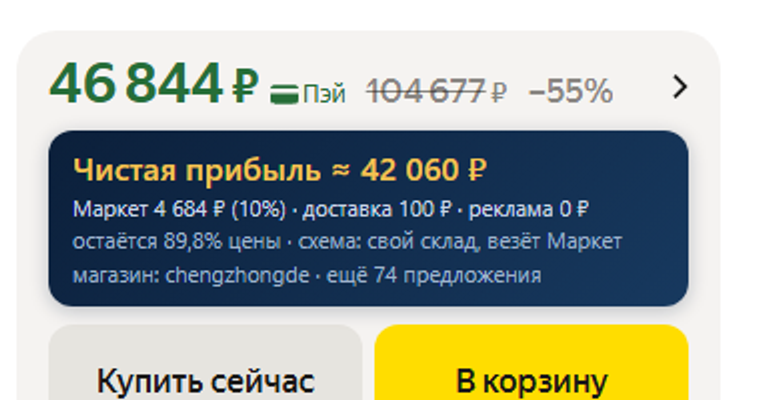 46 844 ₽ Пэй 104 677 ₽ −55%
Чистая прибыль ≈ 42 060 ₽
Маркет 4 684 ₽ (10%) · доставка 100 ₽ · реклама 0 ₽
остаётся 89,8% цены · схема: свой склад, везёт Маркет
магазин: chengzhongde · ещё 74 предложения
Купить сейчас
В корзину